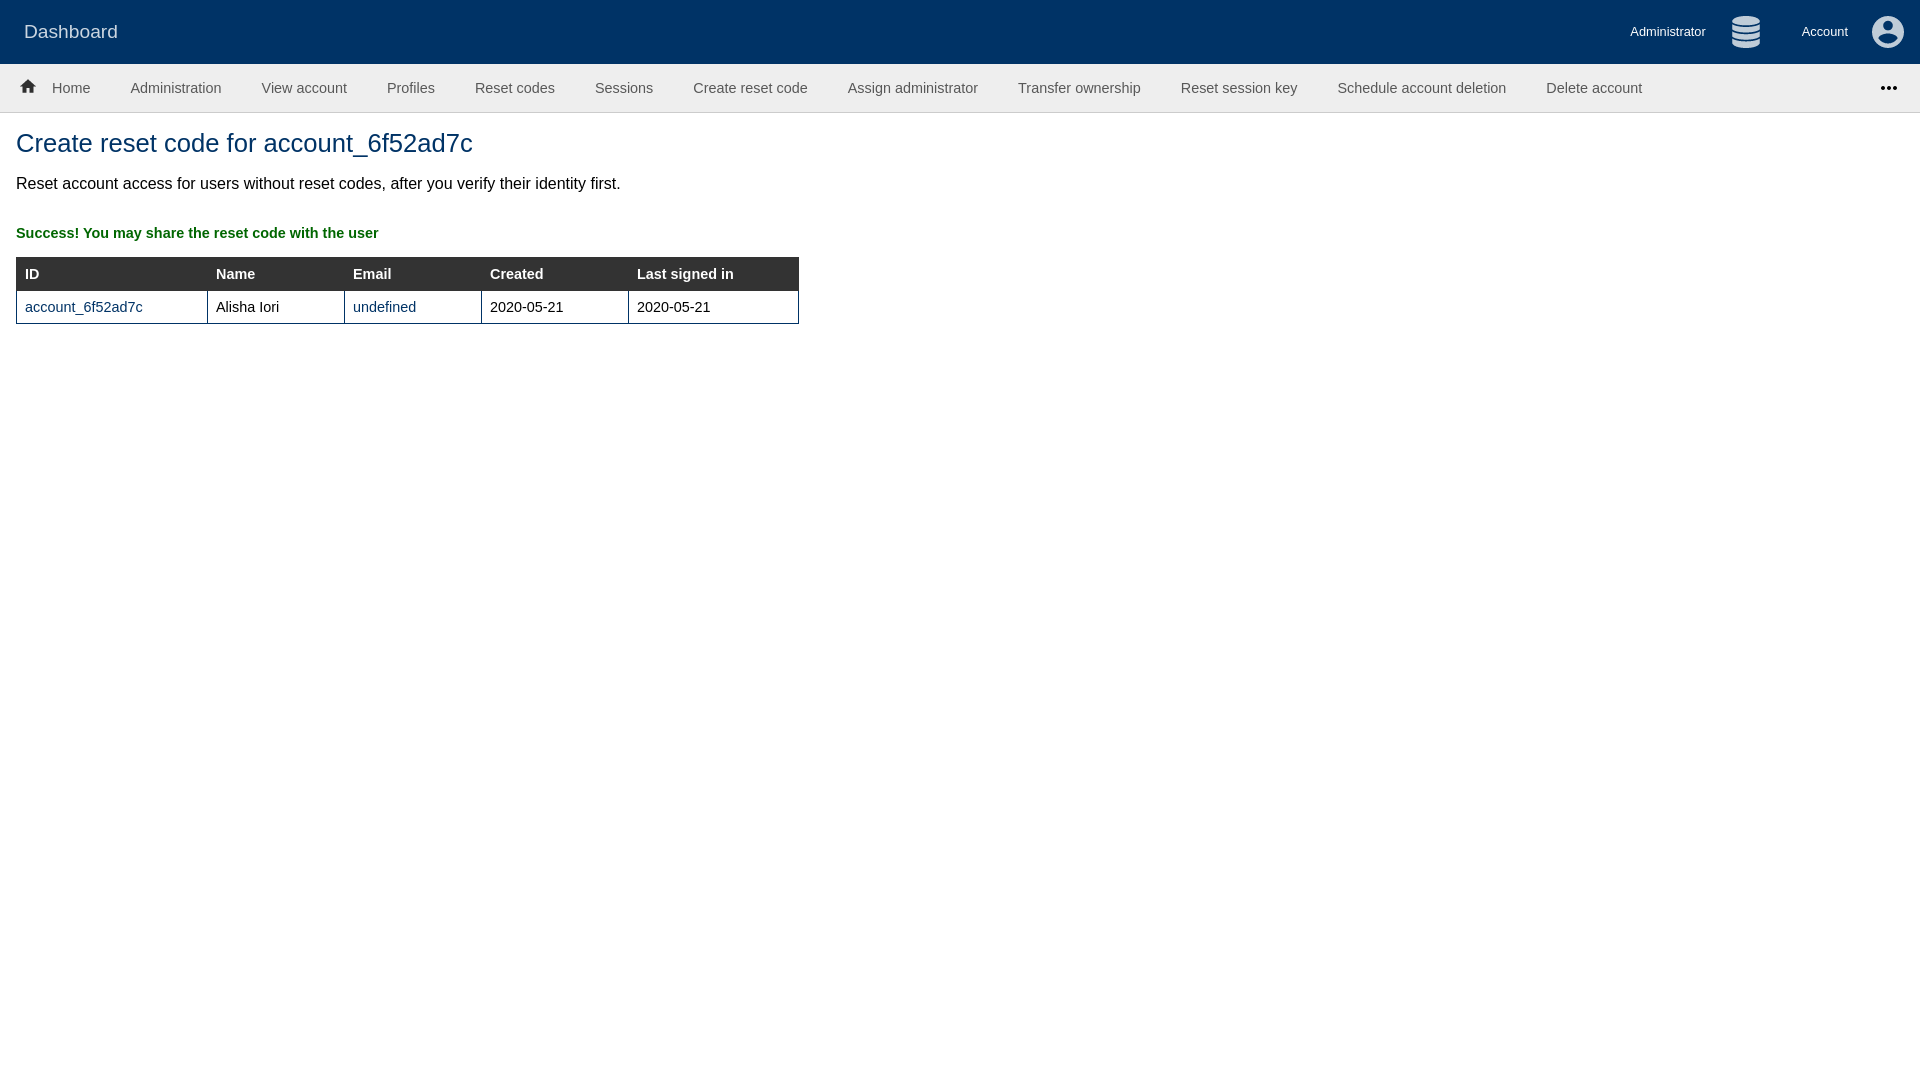 Dashboard
Administrator
Account
Home Administration View account Profiles Reset codes Sessions Create reset code Assign administrator Transfer ownership Reset session key Schedule account deletion Delete account
Create reset code for account_6f52ad7c
Reset account access for users without reset codes, after you verify their identity first.
Success! You may share the reset code with the user
ID Name Email Created Last signed in
account_6f52ad7c Alisha Iori undefined 2020-05-21 2020-05-21